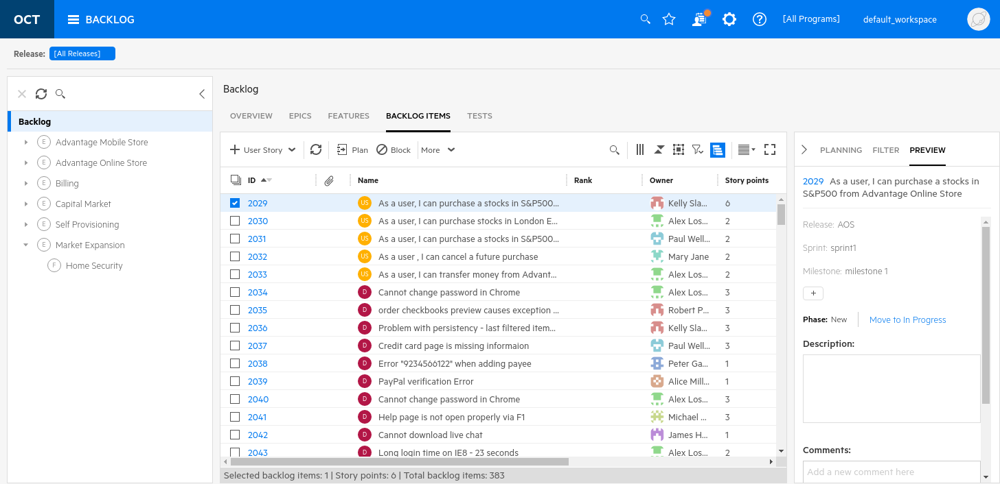 OCT BACKLOG [All Programs] default_workspace
Release: [All Releases]
Backlog
E Advantage Mobile Store
E Advantage Online Store
E Billing
E Capital Market
E Self Provisioning
E Market Expansion
F Home Security
Backlog
OVERVIEW EPICS FEATURES BACKLOG ITEMS TESTS
User Story Plan Block More
ID Name Rank Owner Story points
2029 US As a user, I can purchase a stocks in S&P500... Kelly Sla... 6
2030 US As a user, I can purchase stocks in London E... Alex Los... 2
2031 US As a user, I can purchase a stocks in S&P500... Paul Well... 2
2032 US As a user , I can cancel a future purchase Mary Jane 2
2033 US As a user, I can transfer money from Advant... Alex Los... 2
2034 D Cannot change password in Chrome Alex Los... 3
2035 D order checkbooks preview causes exception ... Robert P... 3
2036 D Problem with persistency - last filtered item... Kelly Sla... 3
2037 D Credit card page is missing informaion Paul Well... 3
2038 D Error "9234566122" when adding payee Peter Ga... 1
2039 D PayPal verification Error Alice Mill... 1
2040 D Cannot change password in Chrome Alex Los... 3
2041 D Help page is not open properly via F1 Michael ... 3
2042 D Cannot download live chat James H... 1
2043 D Long login time on IE8 - 23 seconds Alex Los... 2
Selected backlog items: 1 | Story points: 6 | Total backlog items: 383
PLANNING FILTER PREVIEW
2029 As a user, I can purchase a stocks in
S&P500 from Advantage Online Store
Release: AOS
Sprint: sprint1
Milestone: milestone 1
+
Phase: New Move to In Progress
Description:
Comments:
Add a new comment here